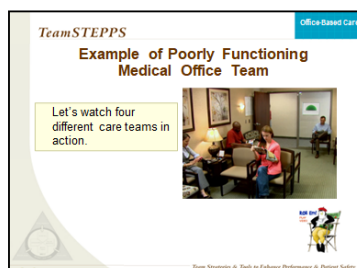 Office-Based Care
TeamSTEPPS
Example of Poorly Functioning
Medical Office Team
Let's watch four
different care teams in
action.
Team Strategies & Tools to Enhance Performance & Patient Safety